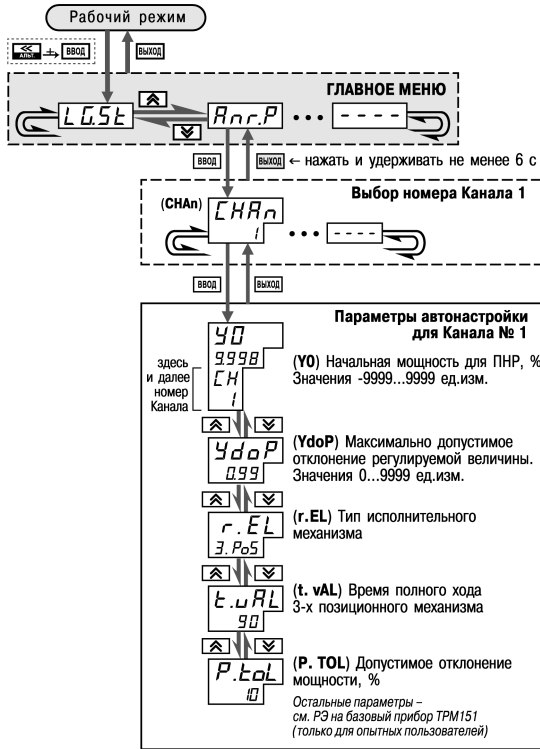 Рабочий режим
≪ АЛЬТ. + ВВОД ВЫХОД
ГЛАВНОЕ МЕНЮ
LG.St Anr.P • • • - - - -
ВВОД ВЫХОД ← нажать и удерживать не менее 6 с
Выбор номера Канала 1
(CHAn) CHAn
1 • • • - - - -
ВВОД ВЫХОД
Параметры автонастройки
для Канала № 1
Y0
9.998
CH
1
здесь
и далее
номер
Канала
(Y0) Начальная мощность для ПНР, %
Значения -9999...9999 ед.изм.
YdoP
0.99
(YdoP) Максимально допустимое
отклонение регулируемой величины.
Значения 0...9999 ед.изм.
r.EL
3.PoS
(r.EL) Тип исполнительного
механизма
t.uAL
90
(t. vAL) Время полного хода
3-х позиционного механизма
P.toL
10
(P. TOL) Допустимое отклонение
мощности, %
Остальные параметры –
см. РЭ на базовый прибор ТРМ151
(только для опытных пользователей)